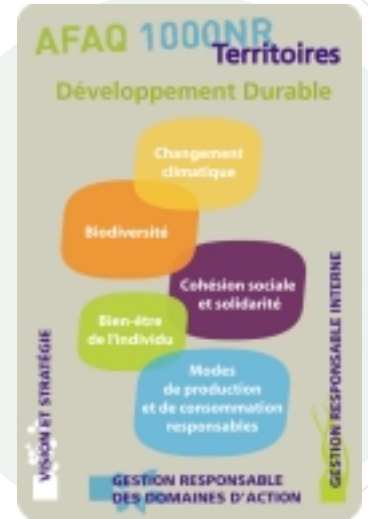 AFAQ 1000NR
Territoires
Développement Durable
Changement
climatique
Biodiversité
Cohésion sociale
et solidarité
Bien-être
de l'individu
Modes
de production
et de consommation
responsables
VISION ET STRATÉGIE
GESTION RESPONSABLE INTERNE
GESTION RESPONSABLE
DES DOMAINES D'ACTION